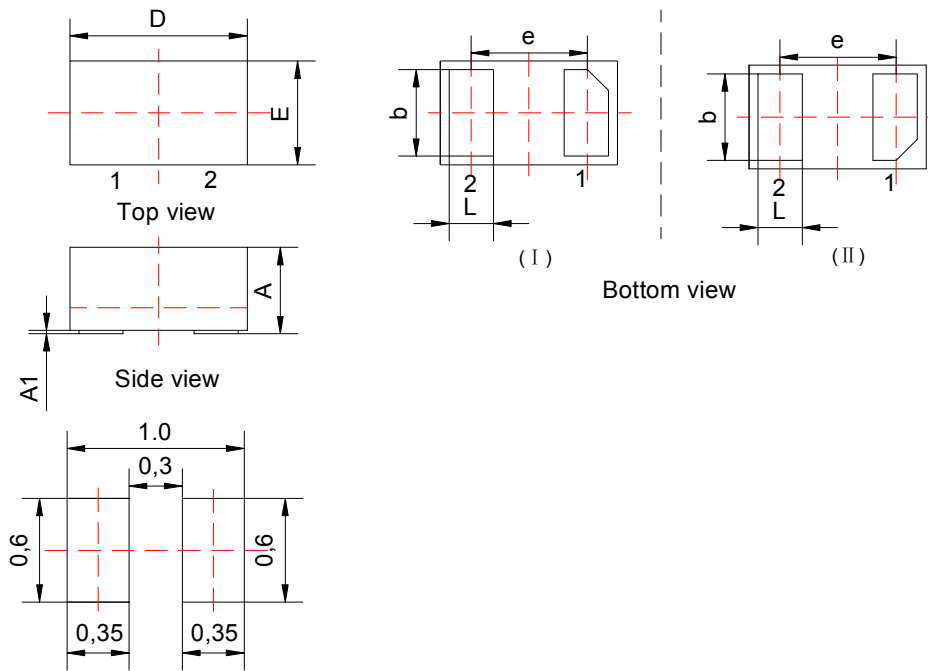 D
E
1 2
Top view
e
b
2 1
L
(Ⅰ)
e
b
2 1
L
(Ⅱ)
Bottom view
A
A1
Side view
1.0
0,3
0,6
0,6
0,35 0,35